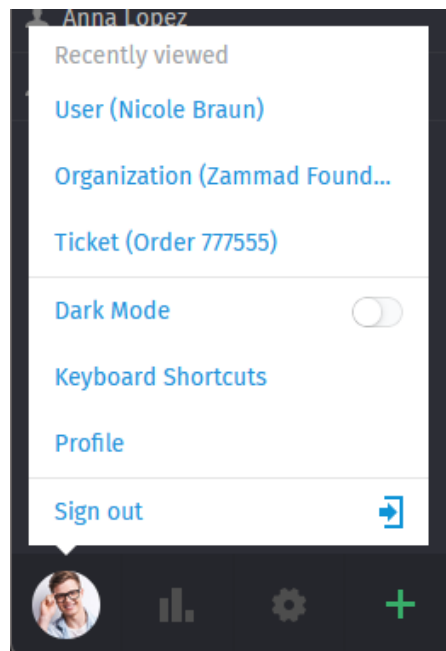 Anna Lopez
Recently viewed
User (Nicole Braun)
Organization (Zammad Found...
Ticket (Order 777555)
Dark Mode
Keyboard Shortcuts
Profile
Sign out